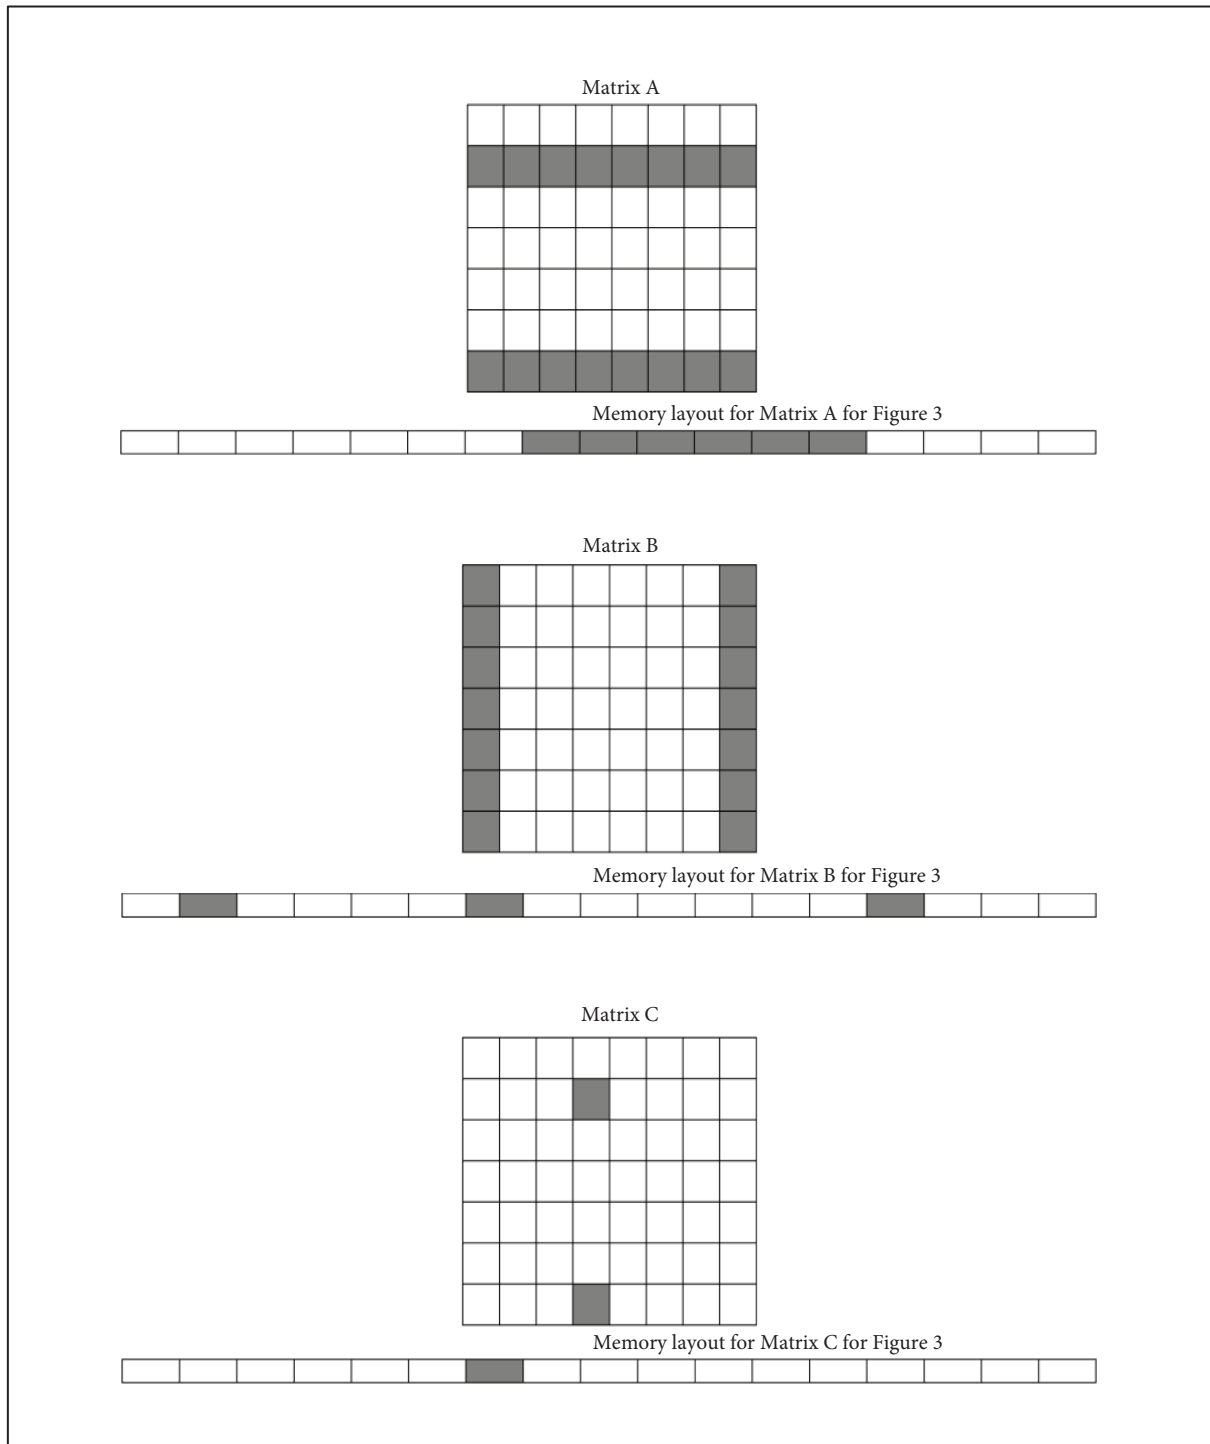 Matrix A
Memory layout for Matrix A for Figure 3
Matrix B
Memory layout for Matrix B for Figure 3
Matrix C
Memory layout for Matrix C for Figure 3